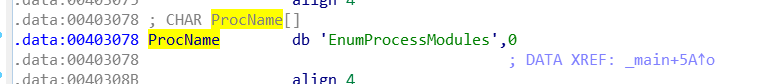 .data:00403075 align 4
.data:00403078 ; CHAR ProcName[]
.data:00403078 ProcName db 'EnumProcessModules',0
.data:00403078 ; DATA XREF: _main+5A↑o
.data:0040308B align 4